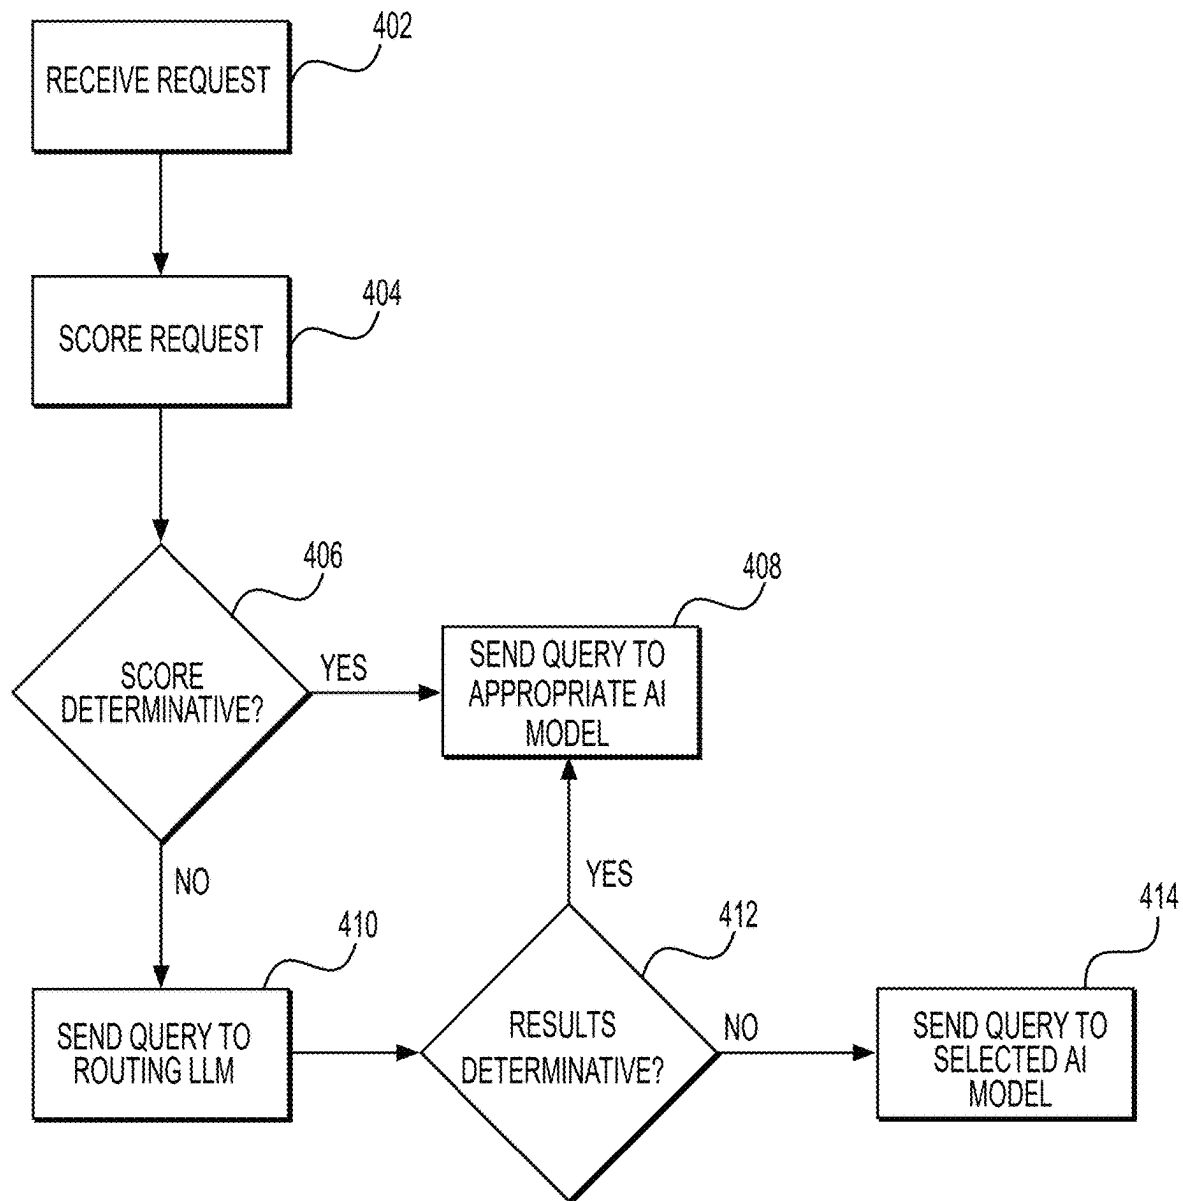 402
RECEIVE REQUEST
404
SCORE REQUEST
406
SCORE
DETERMINATIVE?
YES
408
SEND QUERY TO
APPROPRIATE AI
MODEL
NO
410
SEND QUERY TO
ROUTING LLM
YES
412
RESULTS
DETERMINATIVE?
NO
414
SEND QUERY TO
SELECTED AI
MODEL